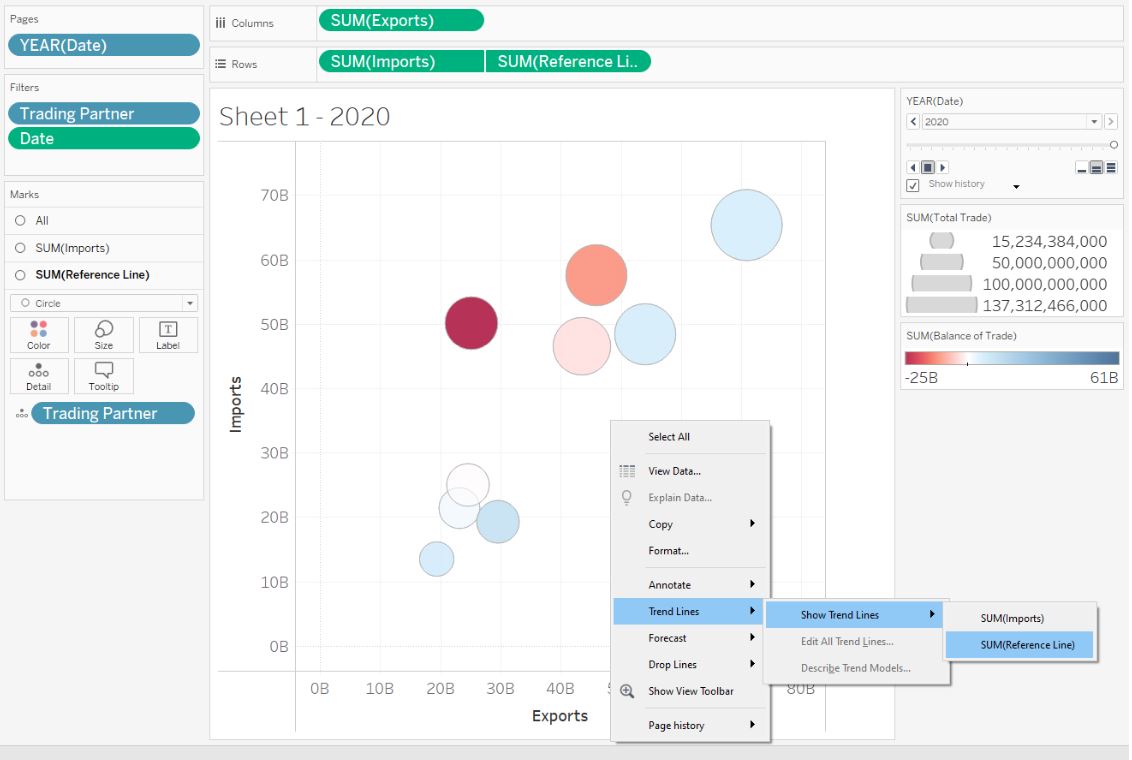 Pages
YEAR(Date)
Filters
Trading Partner
Date
Marks
All
SUM(Imports)
SUM(Reference Line)
Circle
Color
Size
Label
Detail
Tooltip
Trading Partner
Columns
SUM(Exports)
Rows
SUM(Imports)
SUM(Reference Li..
Sheet 1 - 2020
70B
60B
50B
40B
30B
20B
10B
0B
Imports
0B
10B
20B
30B
40B
80B
Exports
Select All
View Data...
Explain Data...
Copy
Format...
Annotate
Trend Lines
Forecast
Drop Lines
Show View Toolbar
Page history
Show Trend Lines
Edit All Trend Lines...
Describe Trend Models...
SUM(Imports)
SUM(Reference Line)
YEAR(Date)
2020
Show history
SUM(Total Trade)
15,234,384,000
50,000,000,000
100,000,000,000
137,312,466,000
SUM(Balance of Trade)
-25B
61B